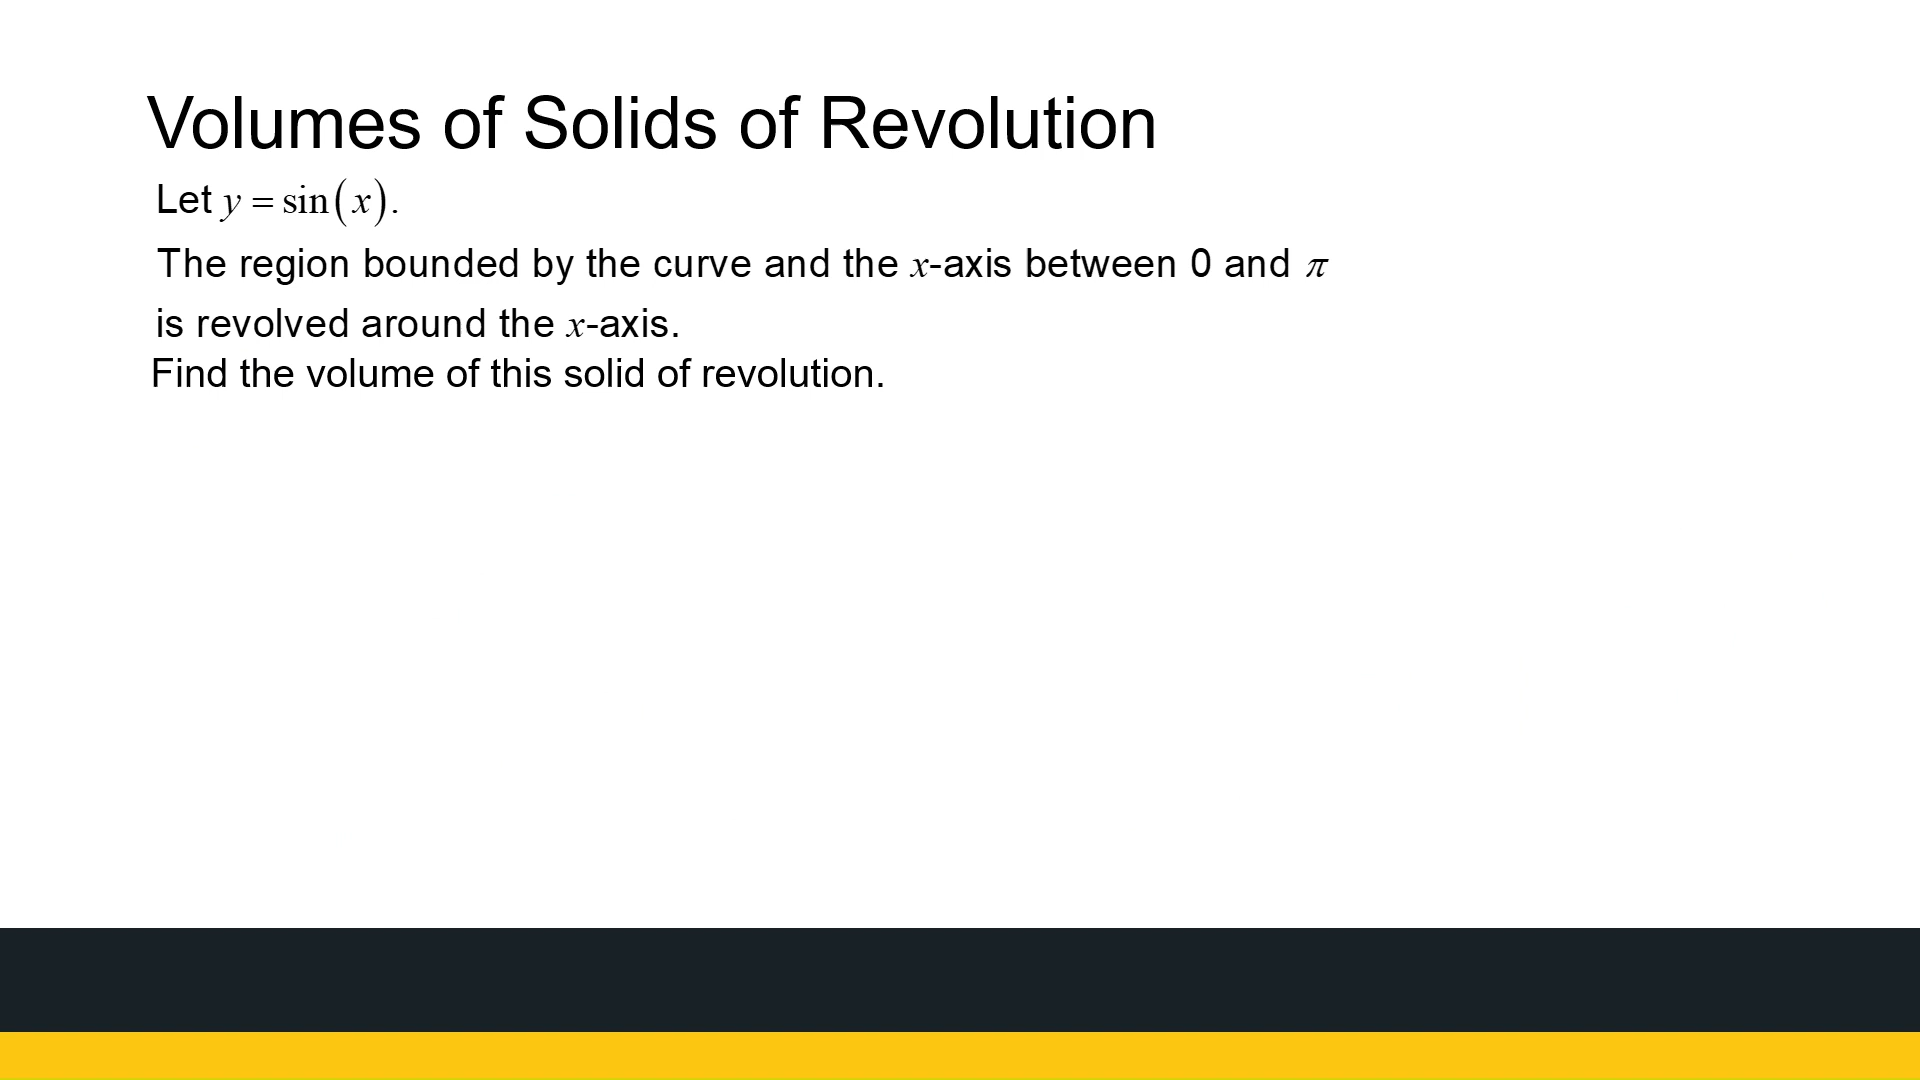 Volumes of Solids of Revolution
Let y = sin(x).
The region bounded by the curve and the x-axis between 0 and π
is revolved around the x-axis.
Find the volume of this solid of revolution.